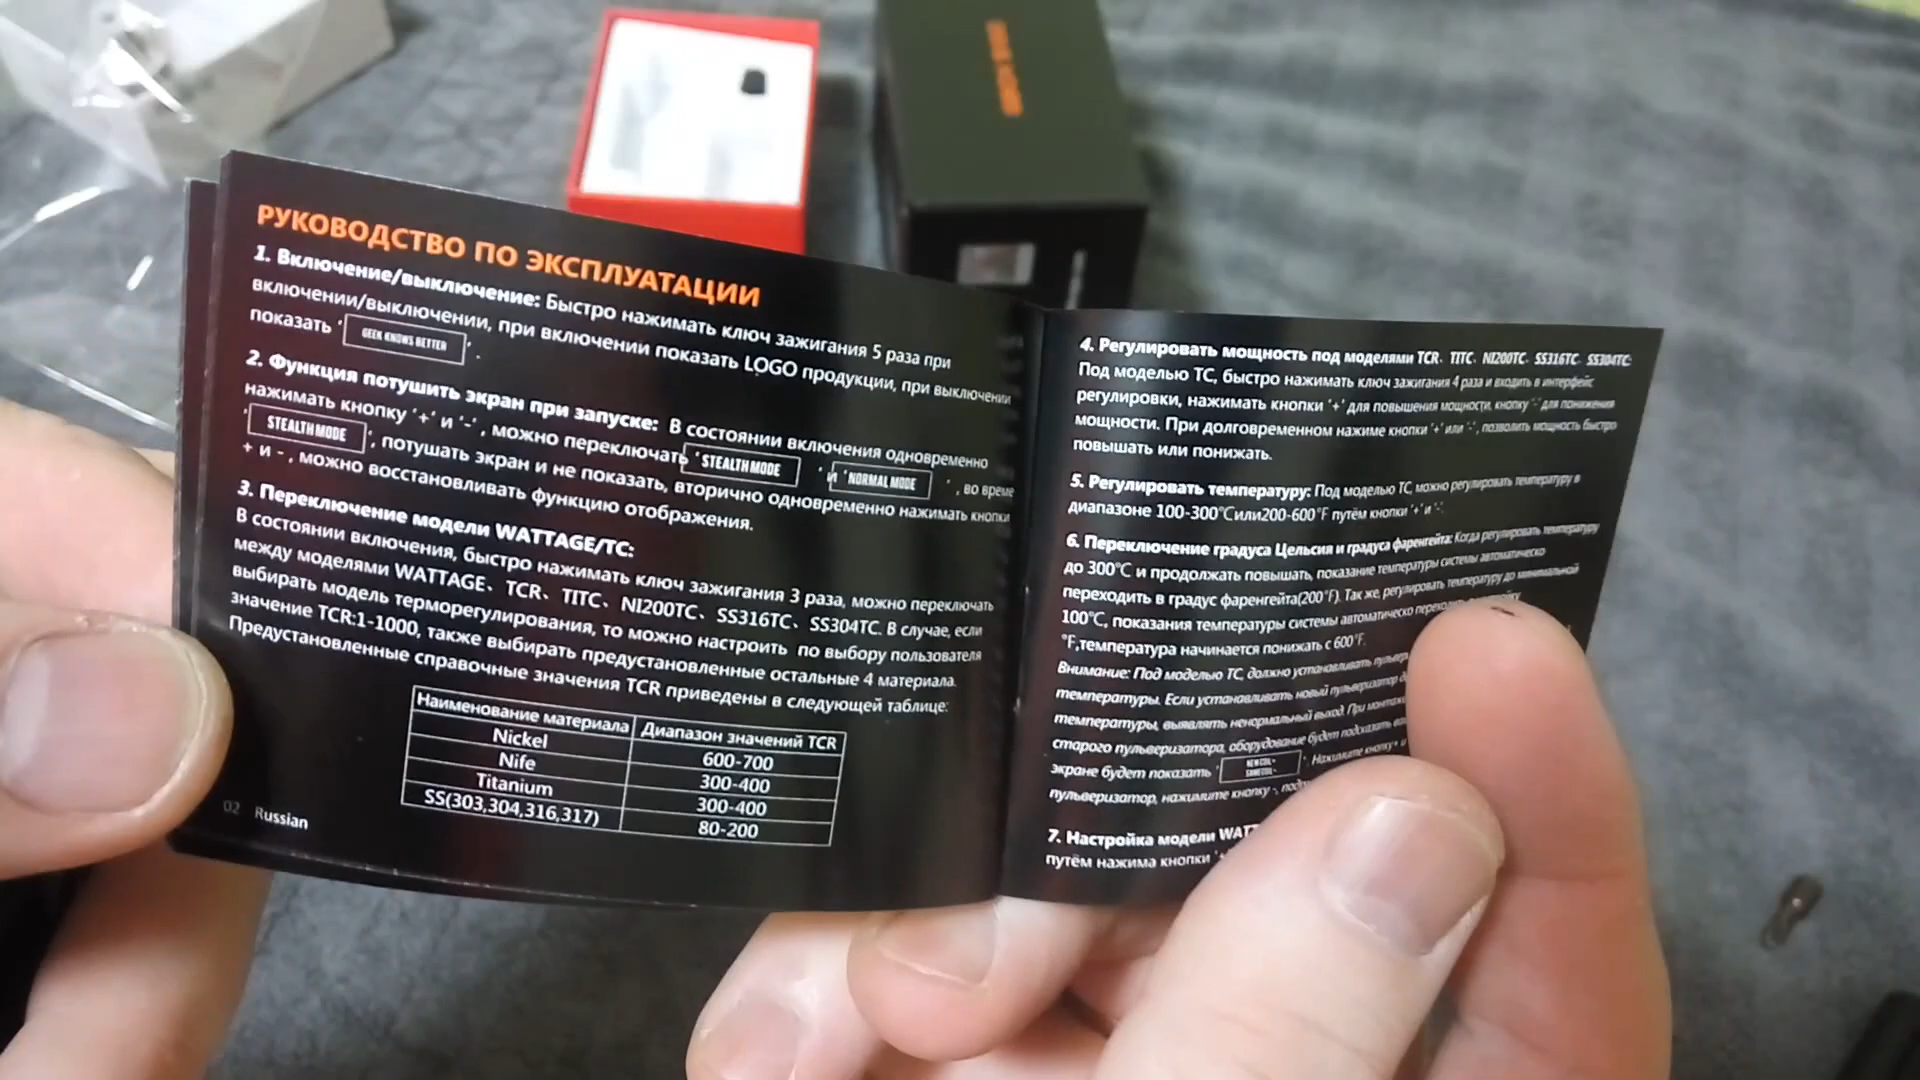 РУКОВОДСТВО ПО ЭКСПЛУАТАЦИИ
1. Включение/выключение: Быстро нажимать ключ зажигания 5 раза при
включении/выключении, при включении показать LOGO продукции, при выключении
показать ' GEEK KNOWS BETTER ' .
2. Функция потушить экран при запуске: В состоянии включения одновременно
нажимать кнопку '+' и '-' , можно переключать ' STEALTH MODE ' и ' NORMAL MODE ' , во време
' STEALTH MODE ' , потушать экран и не показать, вторично одновременно нажимать кнопки
+ и - , можно восстановливать функцию отображения.
3. Переключение модели WATTAGE/TC:
В состоянии включения, быстро нажимать ключ зажигания 3 раза, можно переключать
между моделями WATTAGE、TCR、TITC、NI200TC、SS316TC、SS304TC. В случае, если
выбирать модель терморегулирования, то можно настроить по выбору пользователя
значение TCR:1-1000, также выбирать предустановленные остальные 4 материала.
Предустановленные справочные значения TCR приведены в следующей таблице:
Наименование материала Диапазон значений TCR
Nickel 600-700
Nife 300-400
Titanium 300-400
SS(303,304,316,317) 80-200
02 Russian
4. Регулировать мощность под моделями TCR、TITC、NI200TC、SS316TC、SS304TC:
Под моделью TC, быстро нажимать ключ зажигания 4 раза и входить в интерфейс
регулировки, нажимать кнопки '+' для повышения мощности, кнопку '-' для понижения
мощности. При долговременном нажиме кнопки '+' или '-', позволить мощность быстро
повышать или понижать.
5. Регулировать температуру: Под моделью TC, можно регулировать температуру в
диапазоне 100-300°Cили200-600°F путём кнопки '+' и '-'.
6. Переключение градуса Цельсия и градуса фаренгейта: Когда регулировать температуру
до 300°C и продолжать повышать, показание температуры системы автоматическо
переходить в градус фаренгейта(200°F). Так же, регулировать температуру до минимальной
100°C, показания температуры системы автоматическо
°F,температура начинается понижать с 600°F.
Внимание: Под моделью TC, должно устанавливать
температуры. Если устанавливать новый пульверизатор
температуры, выявлять ненормальный выход. При
старого пульверизатора, оборудование будет подсказать
экране будет показать ' NEW COIL+ SAME COIL- '. Нажмите кнопку+ и
пульверизатор, нажмите кнопку -,
7. Настройка модели
путём нажима кнопки '+